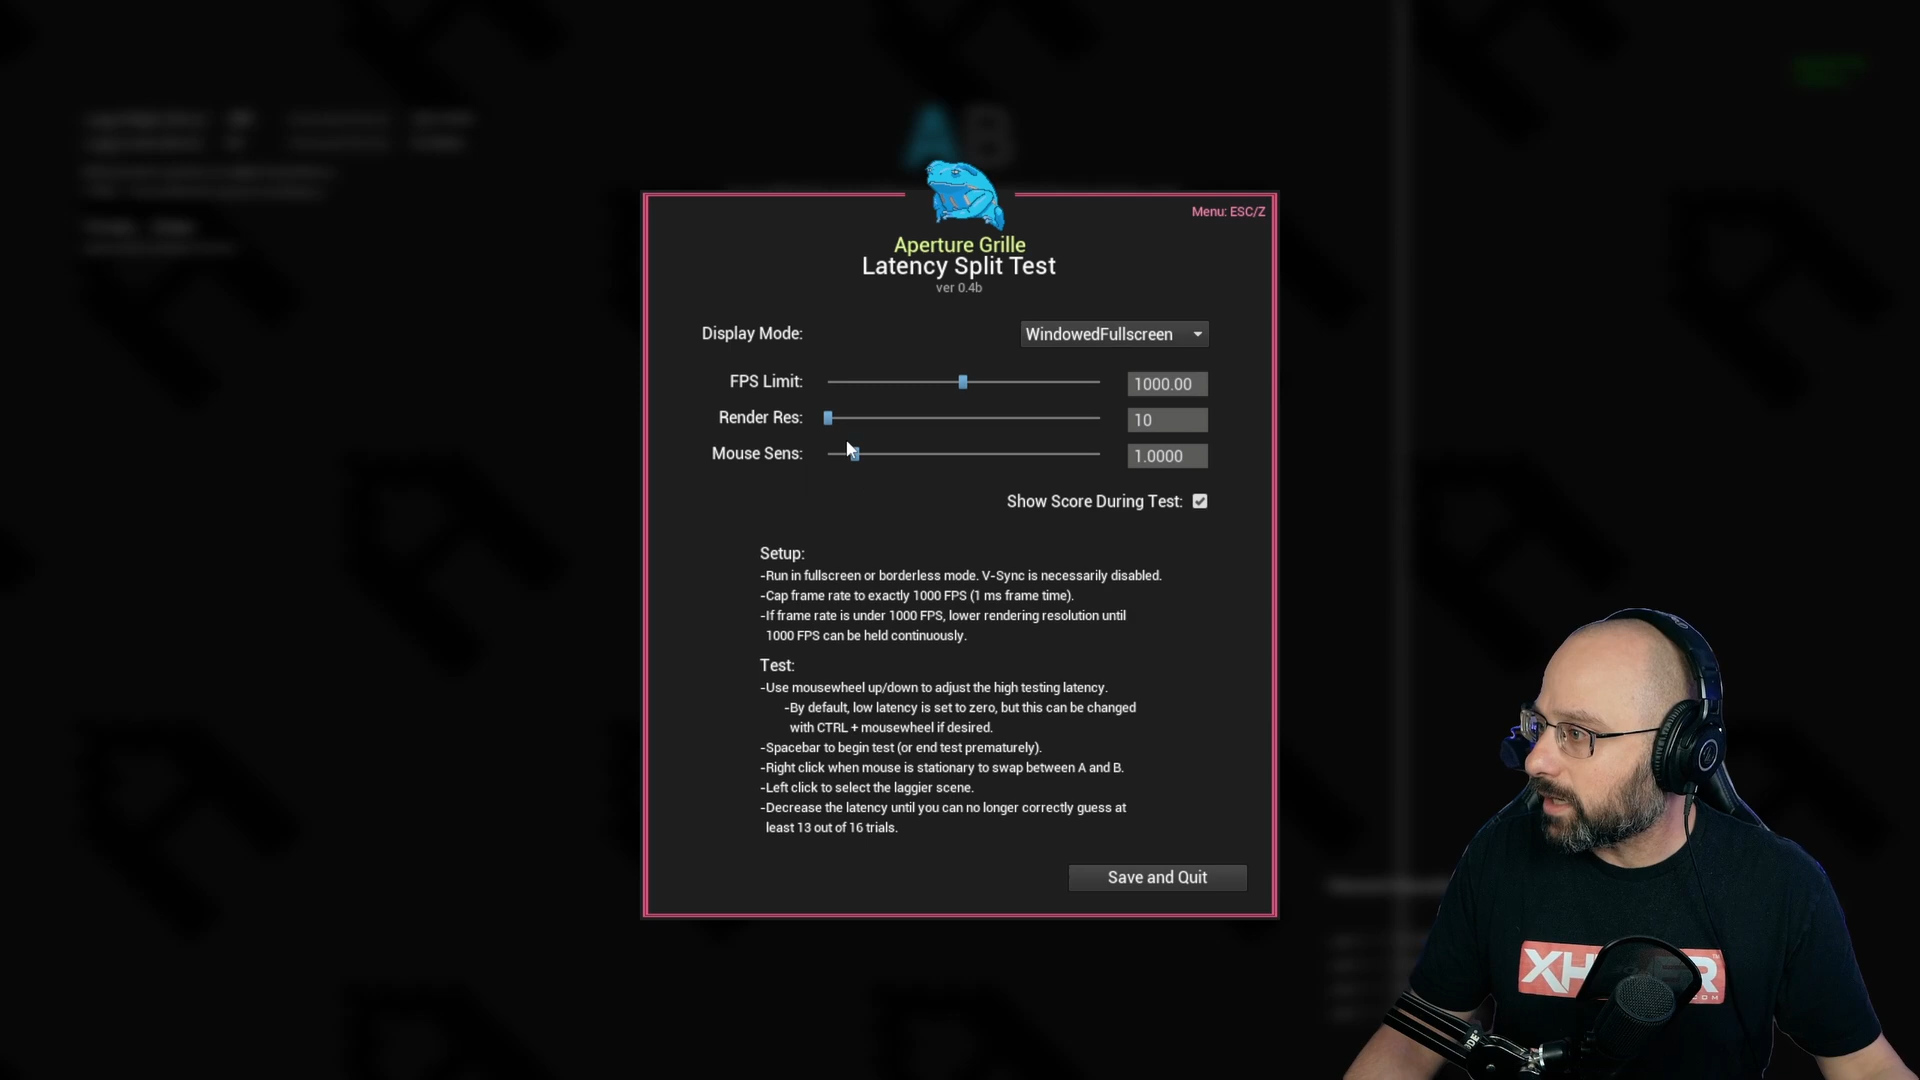 AB
Menu: ESC/Z
Aperture Grille
Latency Split Test
ver 0.4b
Display Mode: WindowedFullscreen
FPS Limit: 1000.00
Render Res: 10
Mouse Sens: 1.0000
Show Score During Test:
Setup:
-Run in fullscreen or borderless mode. V-Sync is necessarily disabled.
-Cap frame rate to exactly 1000 FPS (1 ms frame time).
-If frame rate is under 1000 FPS, lower rendering resolution until
1000 FPS can be held continuously.
Test:
-Use mousewheel up/down to adjust the high testing latency.
-By default, low latency is set to zero, but this can be changed
with CTRL + mousewheel if desired.
-Spacebar to begin test (or end test prematurely).
-Right click when mouse is stationary to swap between A and B.
-Left click to select the laggier scene.
-Decrease the latency until you can no longer correctly guess at
least 13 out of 16 trials.
Save and Quit